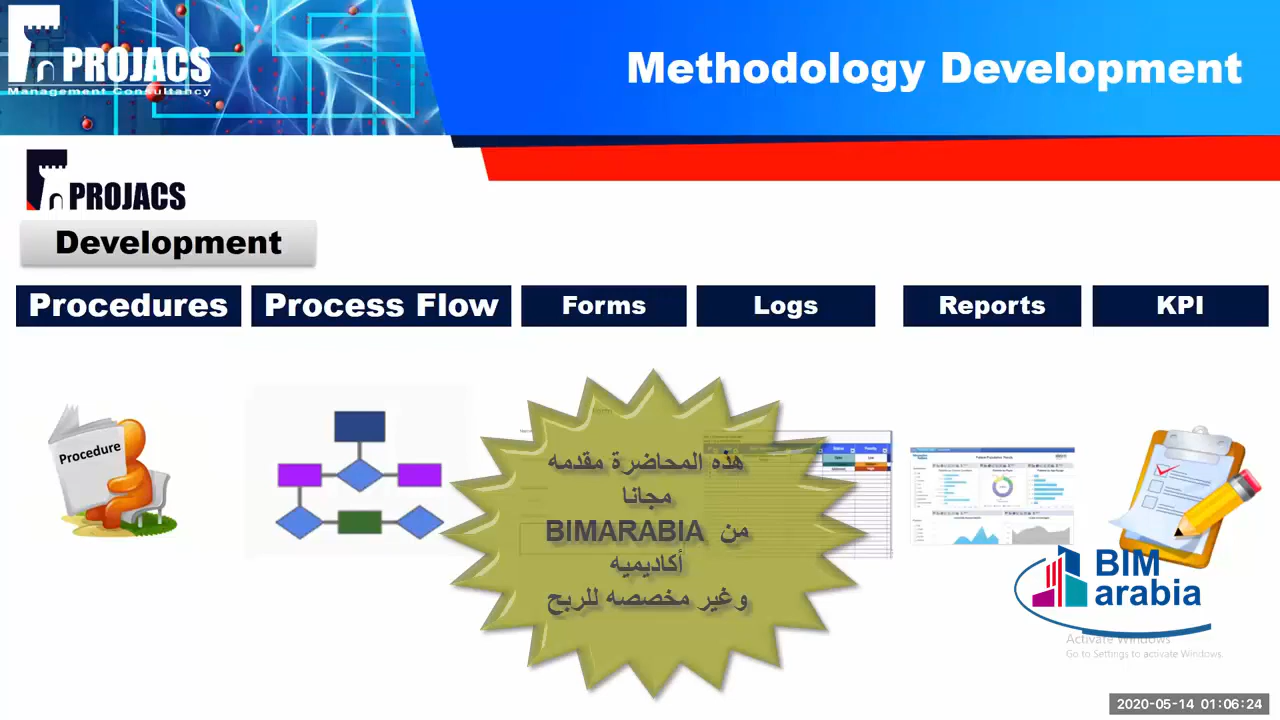 PROJACS
Management Consultancy
Methodology Development
PROJACS
Development
Procedures
Process Flow
Forms
Logs
Reports
KPI
Procedure
هذه المحاضرة مقدمه
مجانا
من BIMARABIA
أكاديميه
وغير مخصصه للربح
Status
Priority
BIM
arabia
Activate Windows
Go to Settings to activate Windows.
2020-05-14 01:06:24